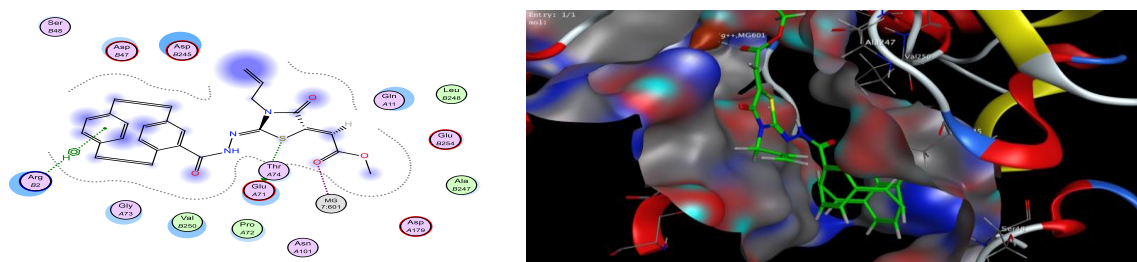 Ser
B48
Asp
B47
Asp
B245
Gln
A11
Leu
B248
Glu
B254
Ala
B247
Asp
A179
Arg
B2
Gly
A73
Val
B250
Pro
A72
Asn
A101
Thr
A74
Glu
A71
MG
7:601
H
N
O
N
NH
O
S
H
O
O
Entry: 1/1
mol:
g++,MG601
Ala247
Val250